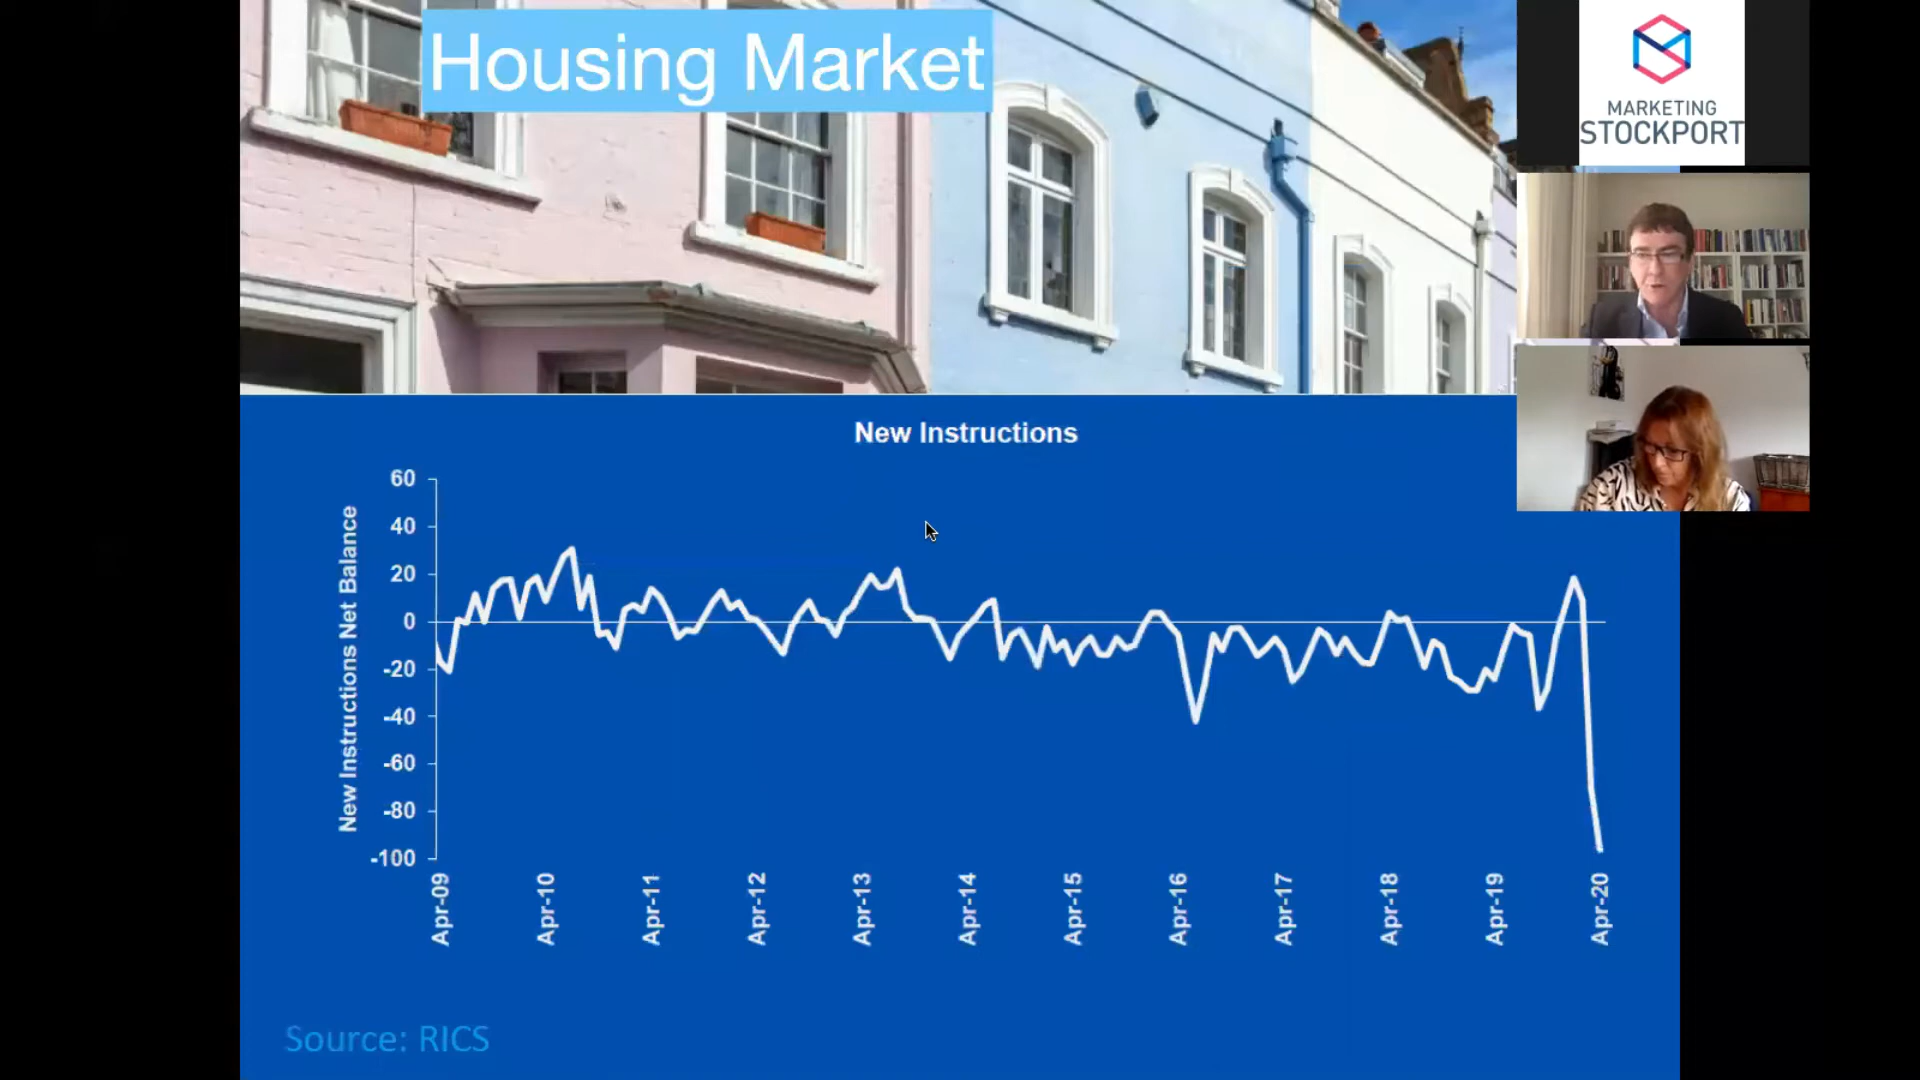 Housing Market
MARKETING
STOCKPORT
New Instructions
New Instructions Net Balance
60
40
20
0
-20
-40
-60
-80
-100
Apr-09
Apr-10
Apr-11
Apr-12
Apr-13
Apr-14
Apr-15
Apr-16
Apr-17
Apr-18
Apr-19
Apr-20
Source: RICS